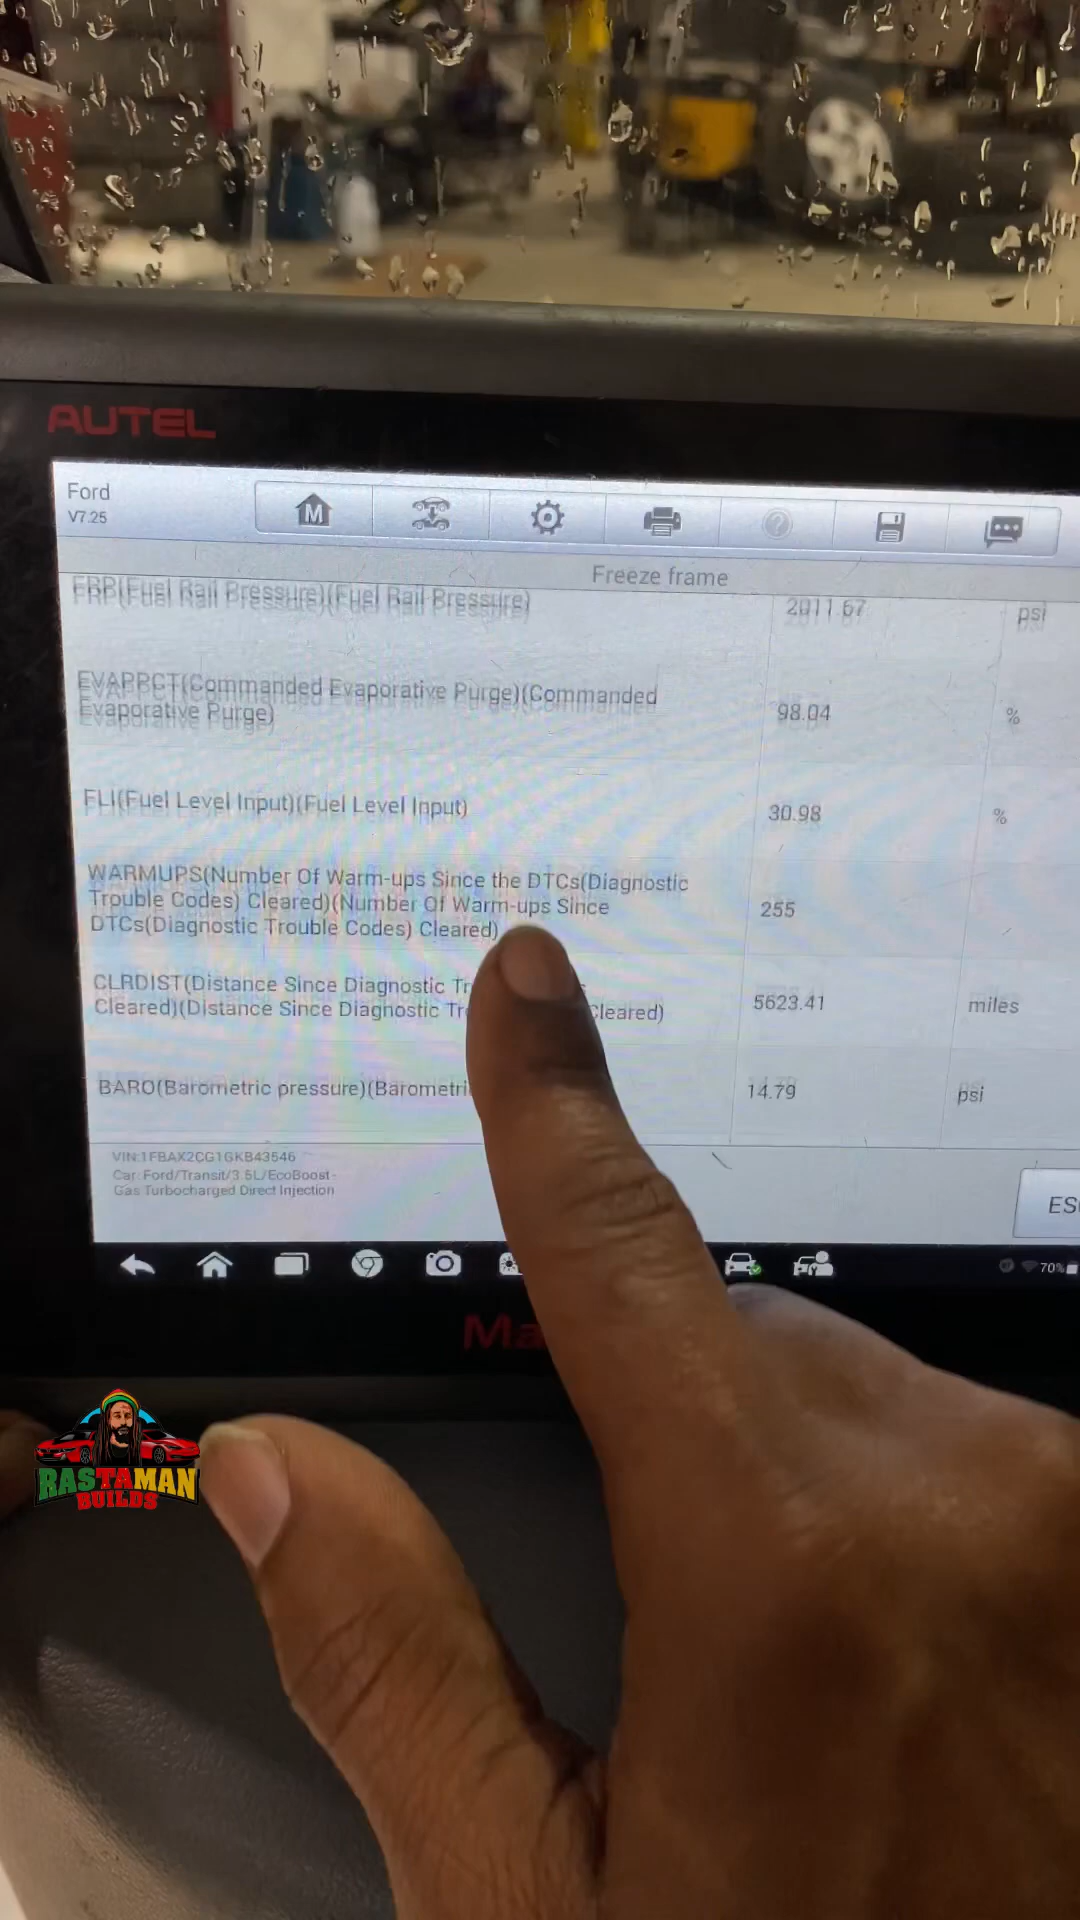 AUTEL
Ford
V7.25
M
Freeze frame
FRP(Fuel Rail Pressure)(Fuel Rail Pressure)
2011.67
psi
EVAPPCT(Commanded Evaporative Purge)(Commanded
Evaporative Purge)
98.04
%
FLI(Fuel Level Input)(Fuel Level Input)
30.98
%
WARMUPS(Number Of Warm-ups Since the DTCs(Diagnostic
Trouble Codes) Cleared)(Number Of Warm-ups Since
DTCs(Diagnostic Trouble Codes) Cleared)
255
CLRDIST(Distance Since Diagnostic Tr
Cleared)(Distance Since Diagnostic Tr Cleared)
5623.41
miles
BARO(Barometric pressure)(Barometri
14.79
psi
VIN:1FBAX2CG1GKB43546
Car: Ford/Transit/3.5L/EcoBoost -
Gas Turbocharged Direct Injection
ES
70%
Ma
RASTAMAN
BUILDS